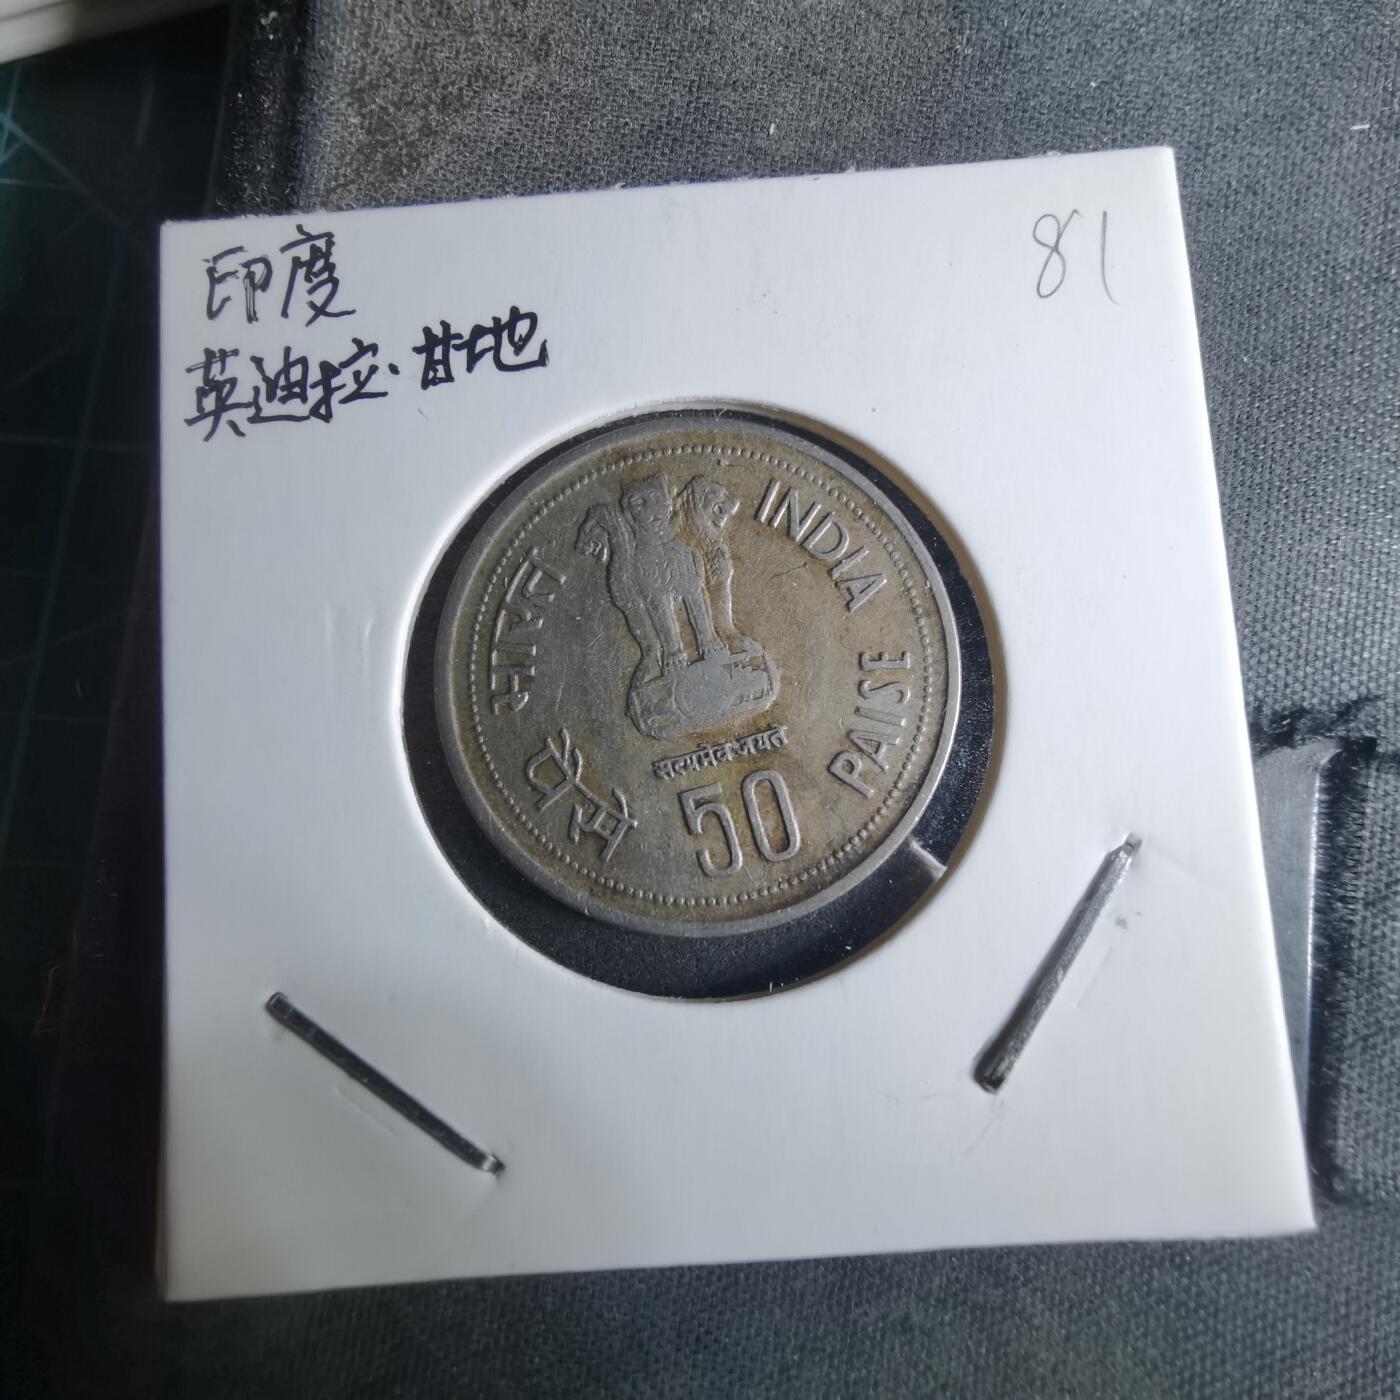 印度
英迪拉·甘地
81
भारत
INDIA
सत्यमेव जयते
पैसे
50
PAISE